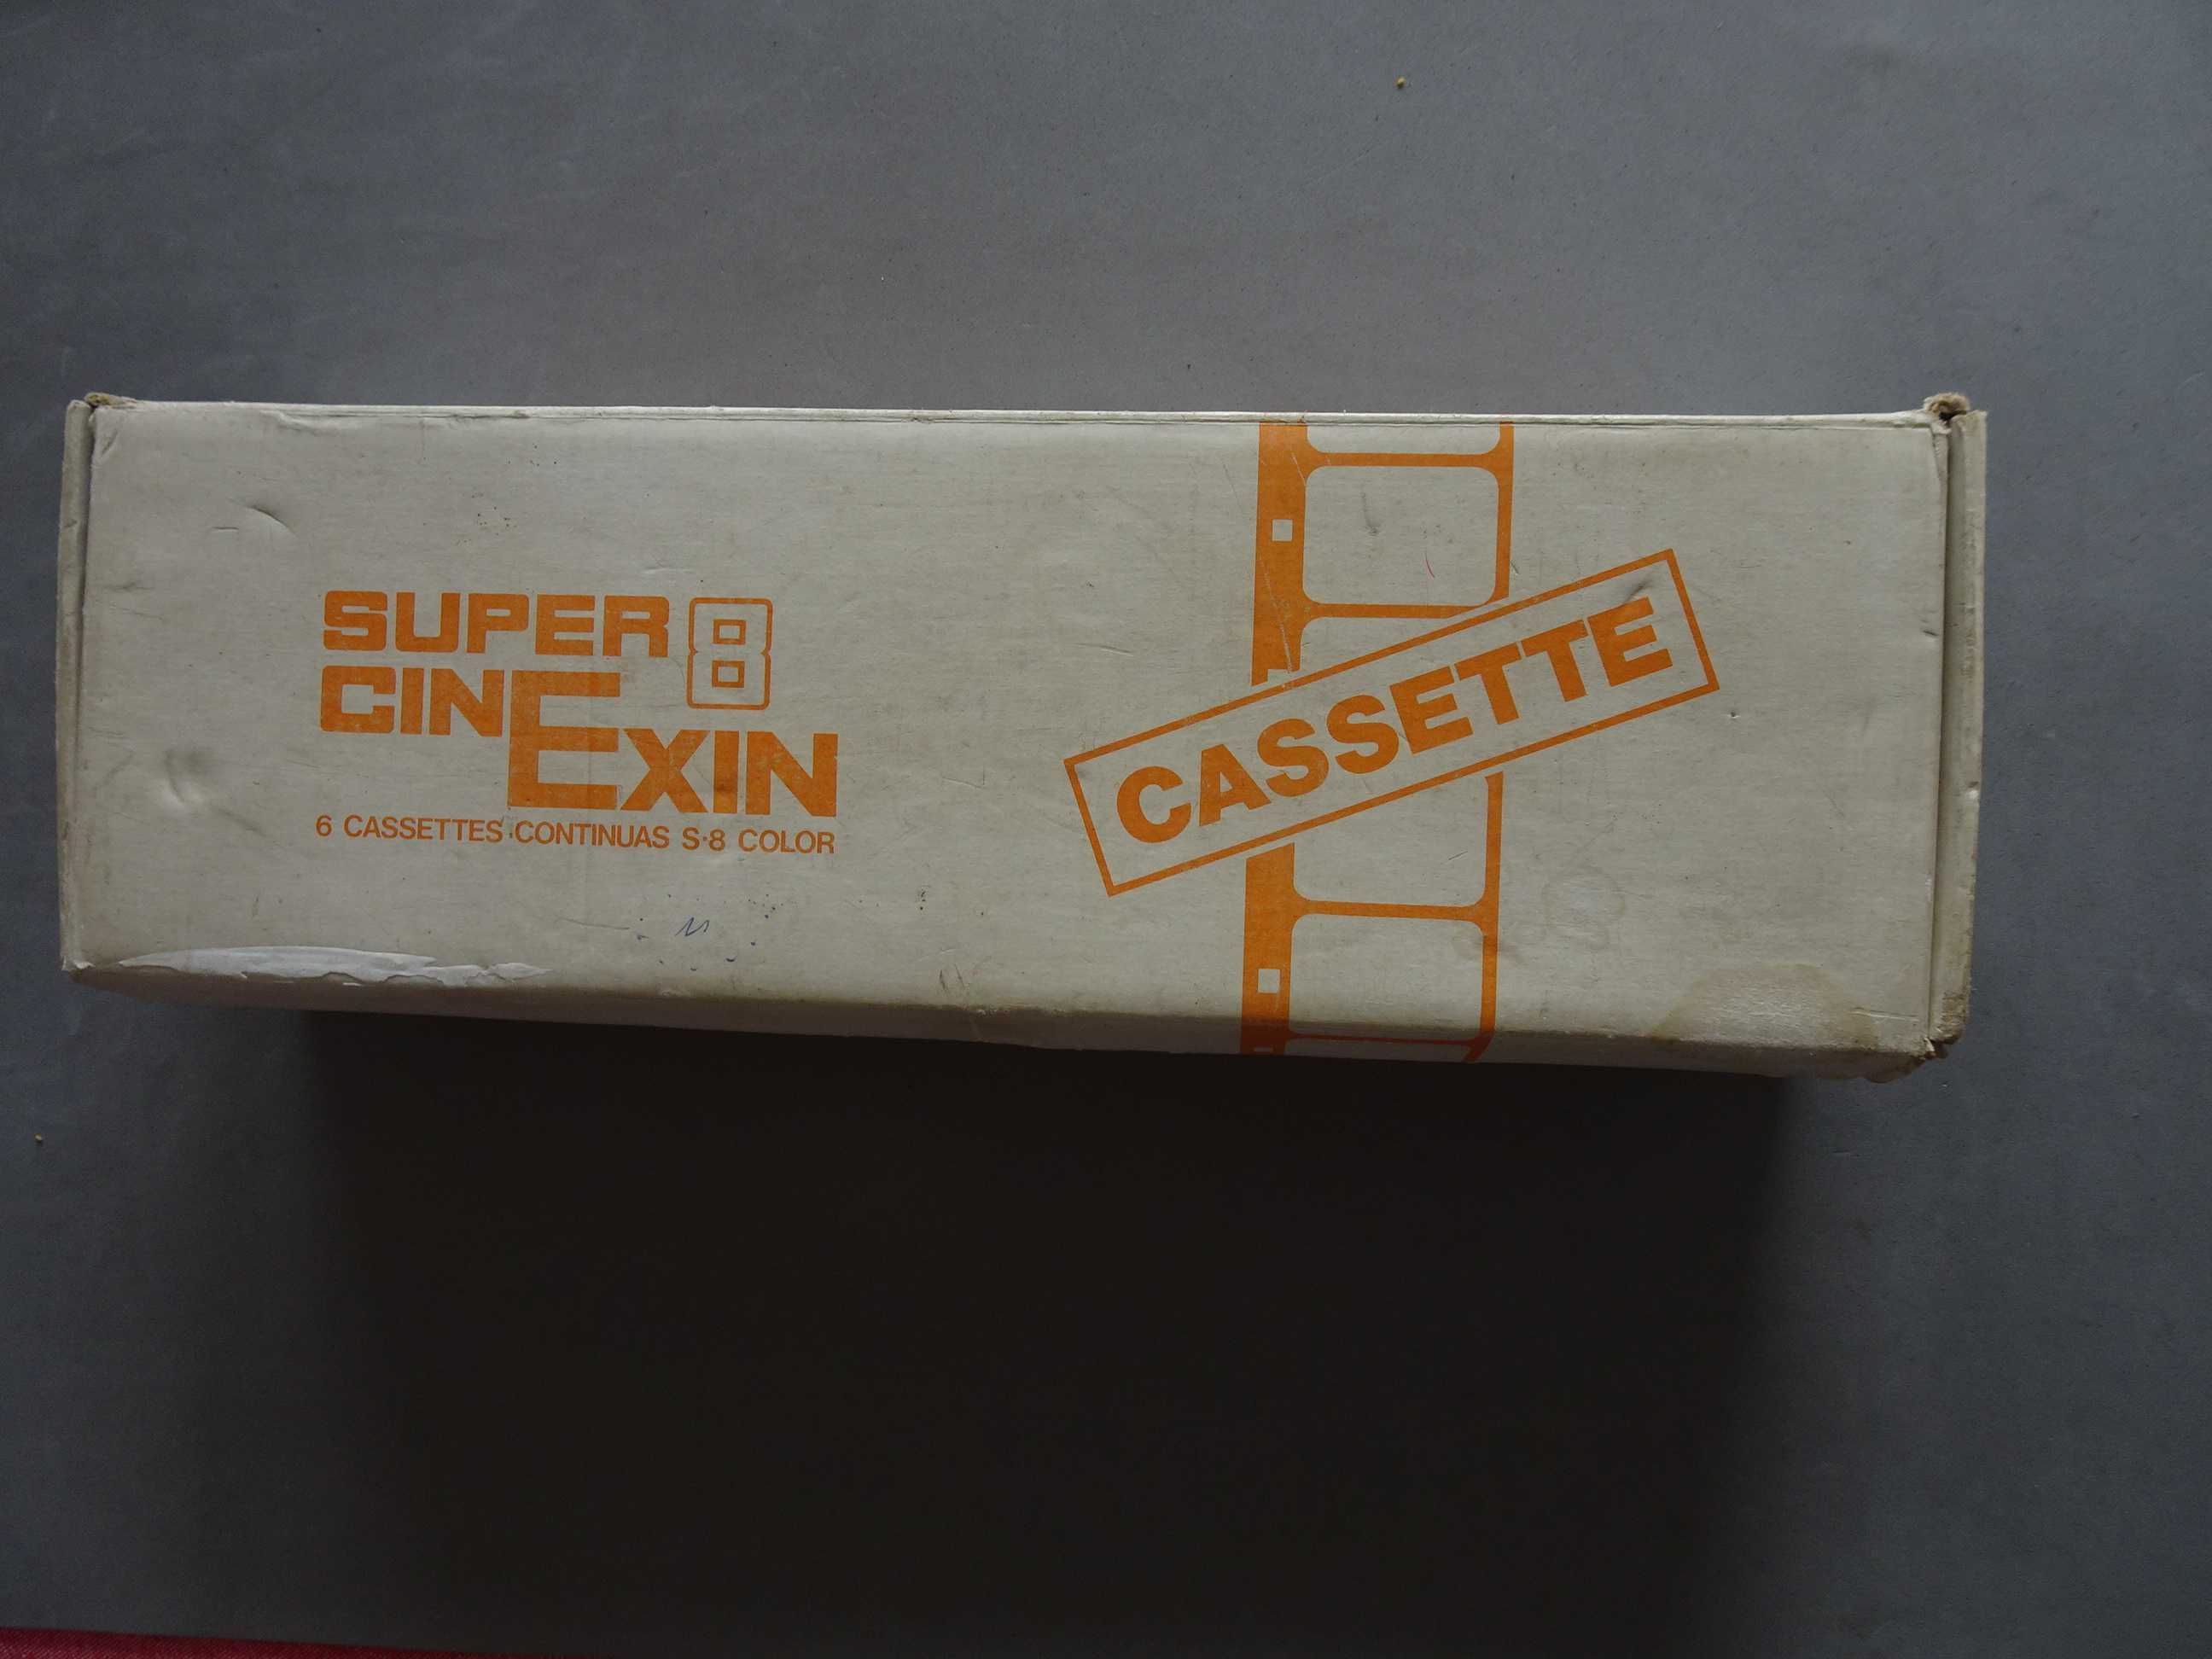 SUPER 8
CINEXIN
6 CASSETTES CONTINUAS S·8 COLOR
CASSETTE